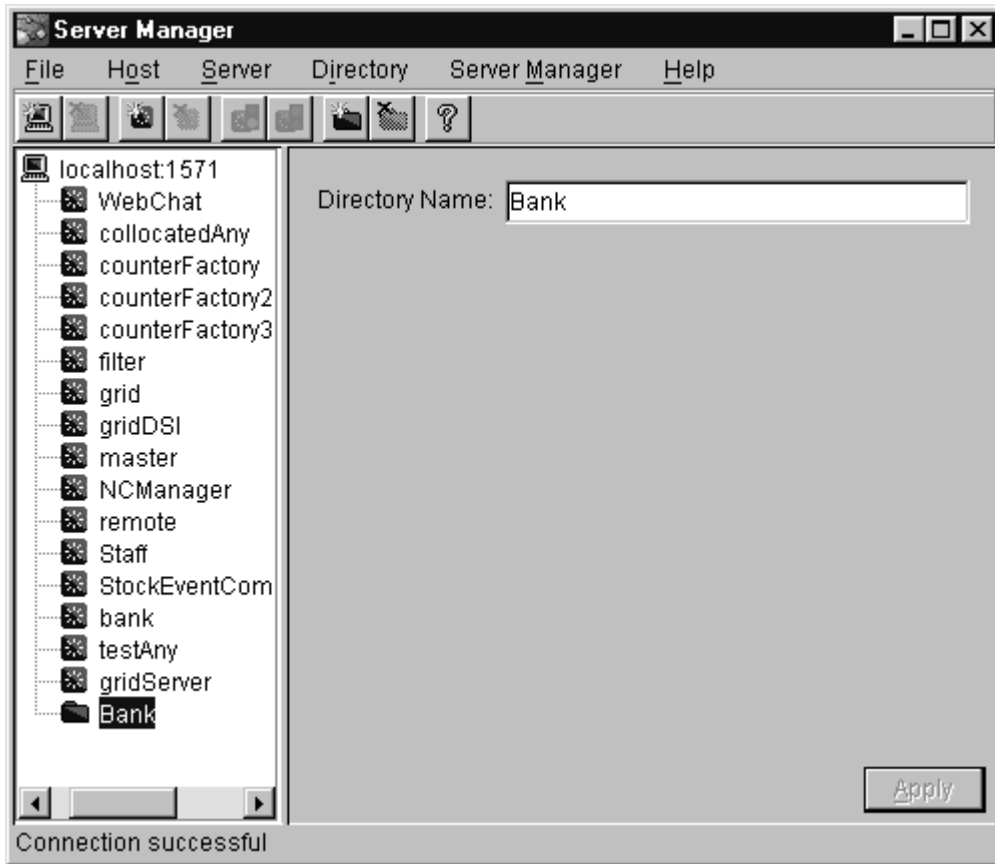 Server Manager
File Host Server Directory Server Manager Help
localhost:1571
WebChat
collocatedAny
counterFactory
counterFactory2
counterFactory3
filter
grid
gridDSI
master
NCManager
remote
Staff
StockEventCom
bank
testAny
gridServer
Bank
Directory Name: Bank
Apply
Connection successful